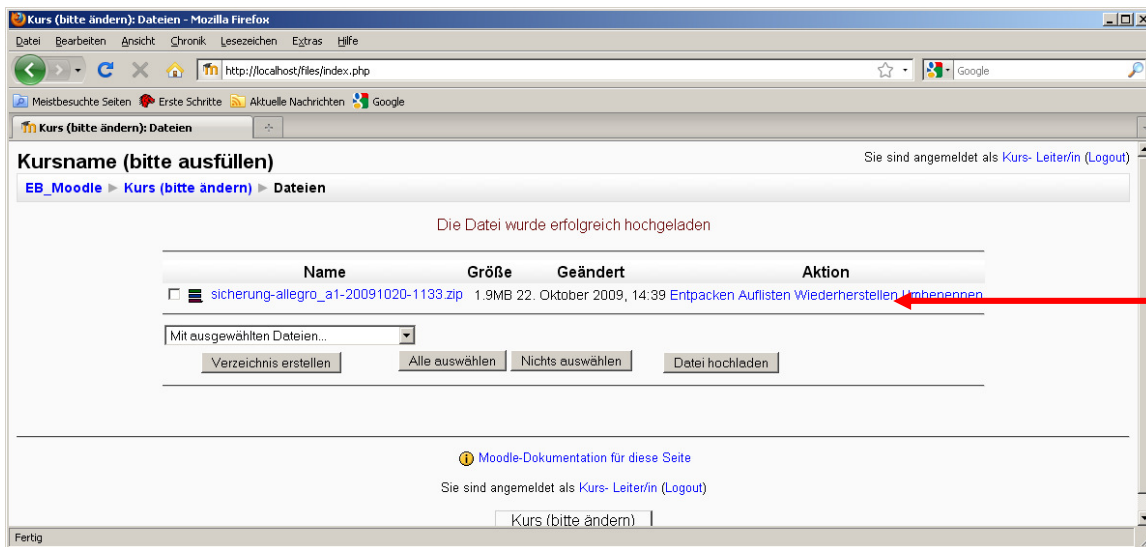 Kurs (bitte ändern): Dateien - Mozilla Firefox
Datei Bearbeiten Ansicht Chronik Lesezeichen Extras Hilfe
http://localhost/files/index.php Google
Meistbesuchte Seiten Erste Schritte Aktuelle Nachrichten Google
Kurs (bitte ändern): Dateien
Kursname (bitte ausfüllen) Sie sind angemeldet als Kurs- Leiter/in (Logout)
EB_Moodle ► Kurs (bitte ändern) ► Dateien
Die Datei wurde erfolgreich hochgeladen
Name Größe Geändert Aktion
sicherung-allegro_a1-20091020-1133.zip 1.9MB 22. Oktober 2009, 14:39 Entpacken Auflisten Wiederherstellen Umbenennen
Mit ausgewählten Dateien...
Verzeichnis erstellen Alle auswählen Nichts auswählen Datei hochladen
Moodle-Dokumentation für diese Seite
Sie sind angemeldet als Kurs- Leiter/in (Logout)
Kurs (bitte ändern)
Fertig